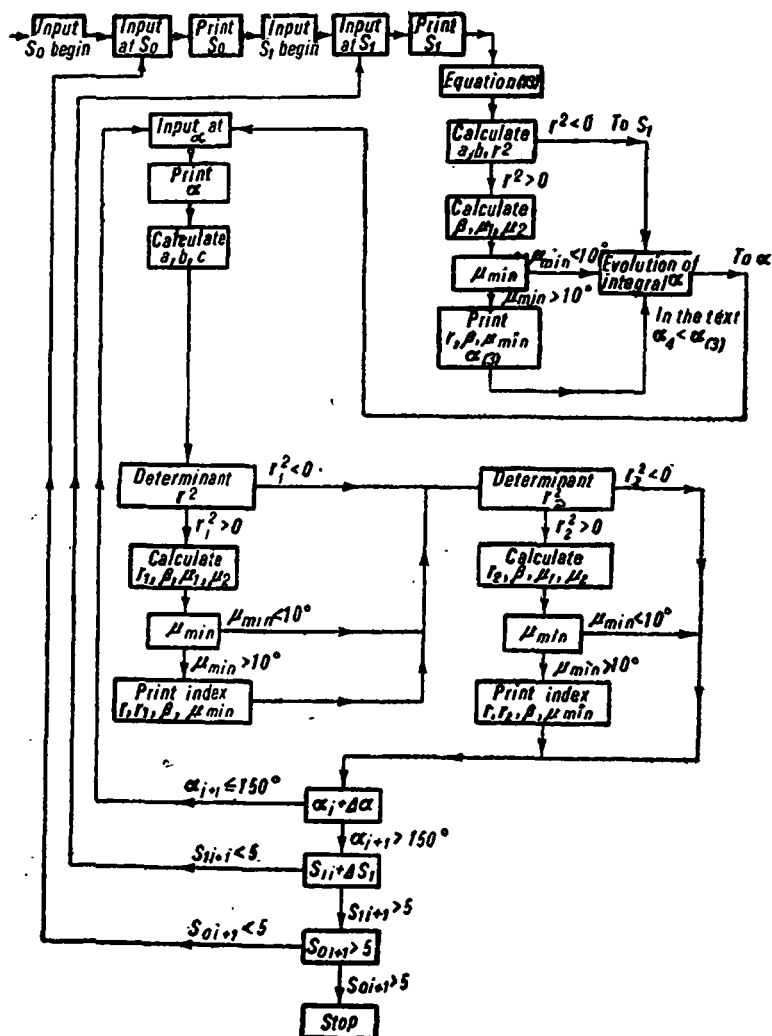 Input
S₀ begin
Input
at S₀
Print
S₀
Input
S₁ begin
Input
at S₁
Print
S₁
Equation
Calculate
a, b, r²
r² < 0 To S₁
r² > 0
Calculate
β, μ₁, μ₂
μmin
μmin < 10°
μmin > 10°
Evolution of
integral α
To α
In the text
α₄ < α₍₃₎
Print
r, β, μmin
α₍₃₎
Input at
α
Print
α
Calculate
a, b, c
Determinant
r²
r₁² < 0
r₁² > 0
Calculate
r₁, β, μ₁, μ₂
μmin
μmin < 10°
μmin > 10°
Print index
r, r₁, β, μmin
Determinant
r₂²
r₂² < 0
r₂² > 0
Calculate
r₂, β, μ₁, μ₂
μmin
μmin < 10°
μmin > 10°
Print index
r, r₂, β, μmin
αᵢ₊₁ ≤ 150°
αᵢ + Δα
αᵢ₊₁ > 150°
S₁ᵢ₊₁ < 5
S₁ᵢ + ΔS₁
S₁ᵢ₊₁ > 5
S₀ᵢ₊₁ < 5
S₀ᵢ₊₁ > 5
S₀ᵢ₊₁ > 5
Stop